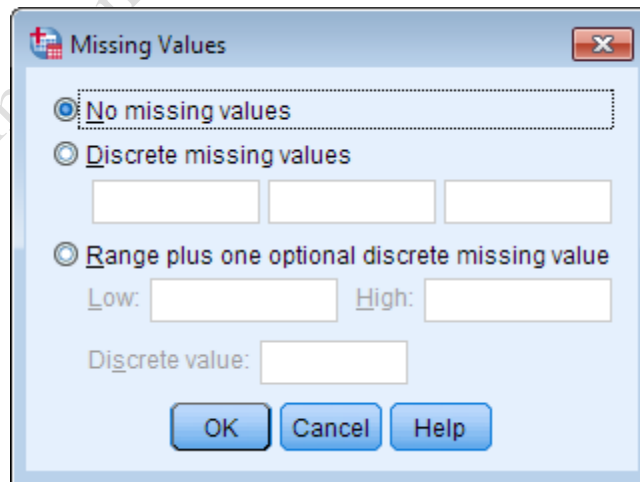 Missing Values
No missing values
Discrete missing values
Range plus one optional discrete missing value
Low: High:
Discrete value:
OK Cancel Help